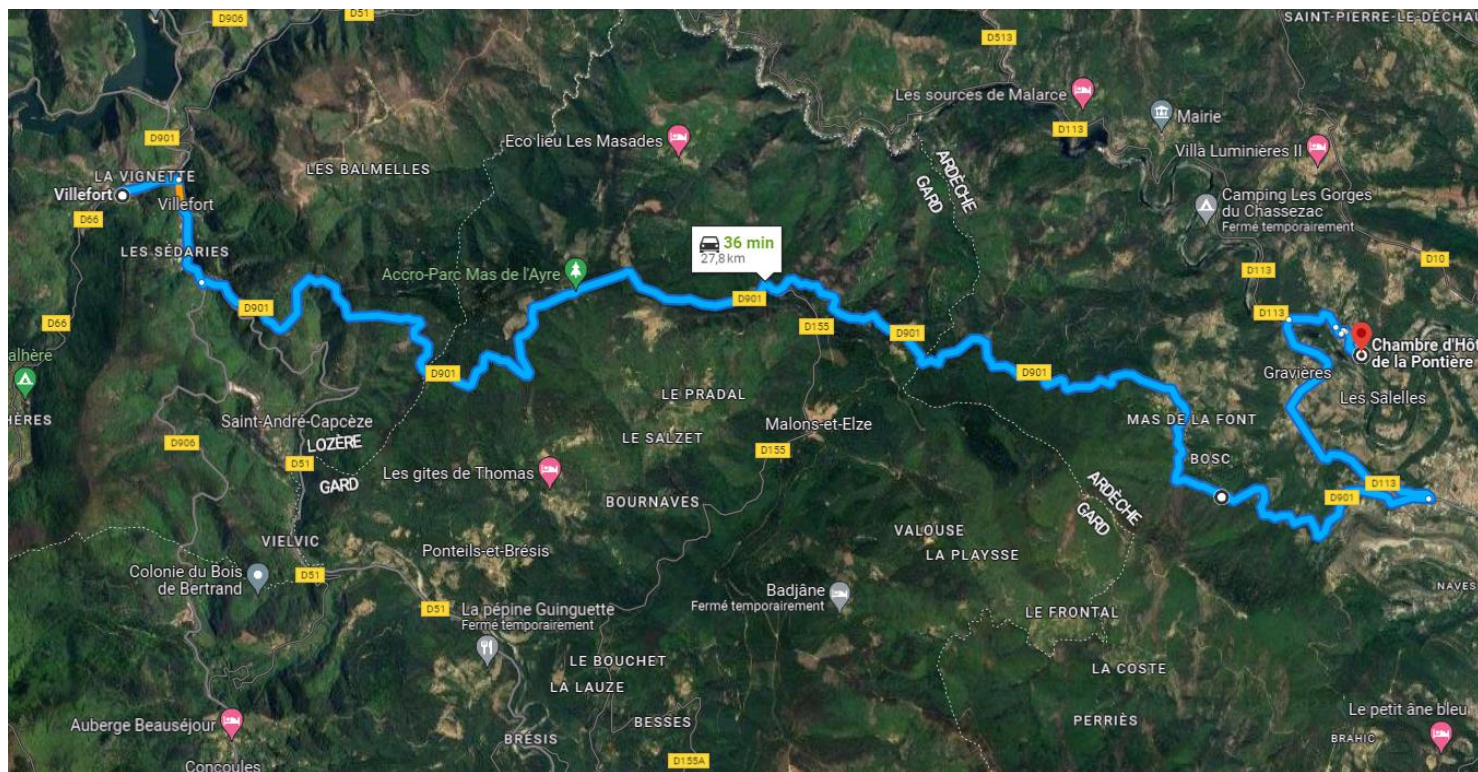 D906
D51
SAINT-PIERRE-LE-DÉCHA
D513
Les sources de Malarce
D113
Mairie
D901
Eco lieu Les Masades
ARDÈCHE
GARD
Villa Luminières II
LA VIGNETTE
LES BALMELLES
Villefort
Villefort
D66
Camping Les Gorges
du Chassezac
Fermé temporairement
LES SÉDARIES
36 min
27,8 km
D10
D113
Accro-Parc Mas de l'Ayre
D901
D901
D66
D155
D901
D113
Chambre d'Hôt
de la Pontière
alhère
D901
D901
Gravières
LE PRADAL
Les Salelles
HÈRES
Saint-André-Capcèze
LOZÈRE
GARD
D906
LE SALZET
Malons-et-Elze
MAS DE LA FONT
D51
D155
BOSC
Les gites de Thomas
ARDÈCHE
GARD
D113
D901
BOURNAVES
VALOUSE
VIELVIC
Ponteils-et-Brésis
LA PLAYSSE
Colonie du Bois
de Bertrand
D51
NAVES
Badjâne
Fermé temporairement
D51
La pépine Guinguette
Fermé temporairement
LE FRONTAL
LE BOUCHET
LA COSTE
LA LAUZE
Auberge Beauséjour
BESSES
PERRIÈS
Le petit âne bleu
BRÉSIS
BRAHIC
D155A
Concoules